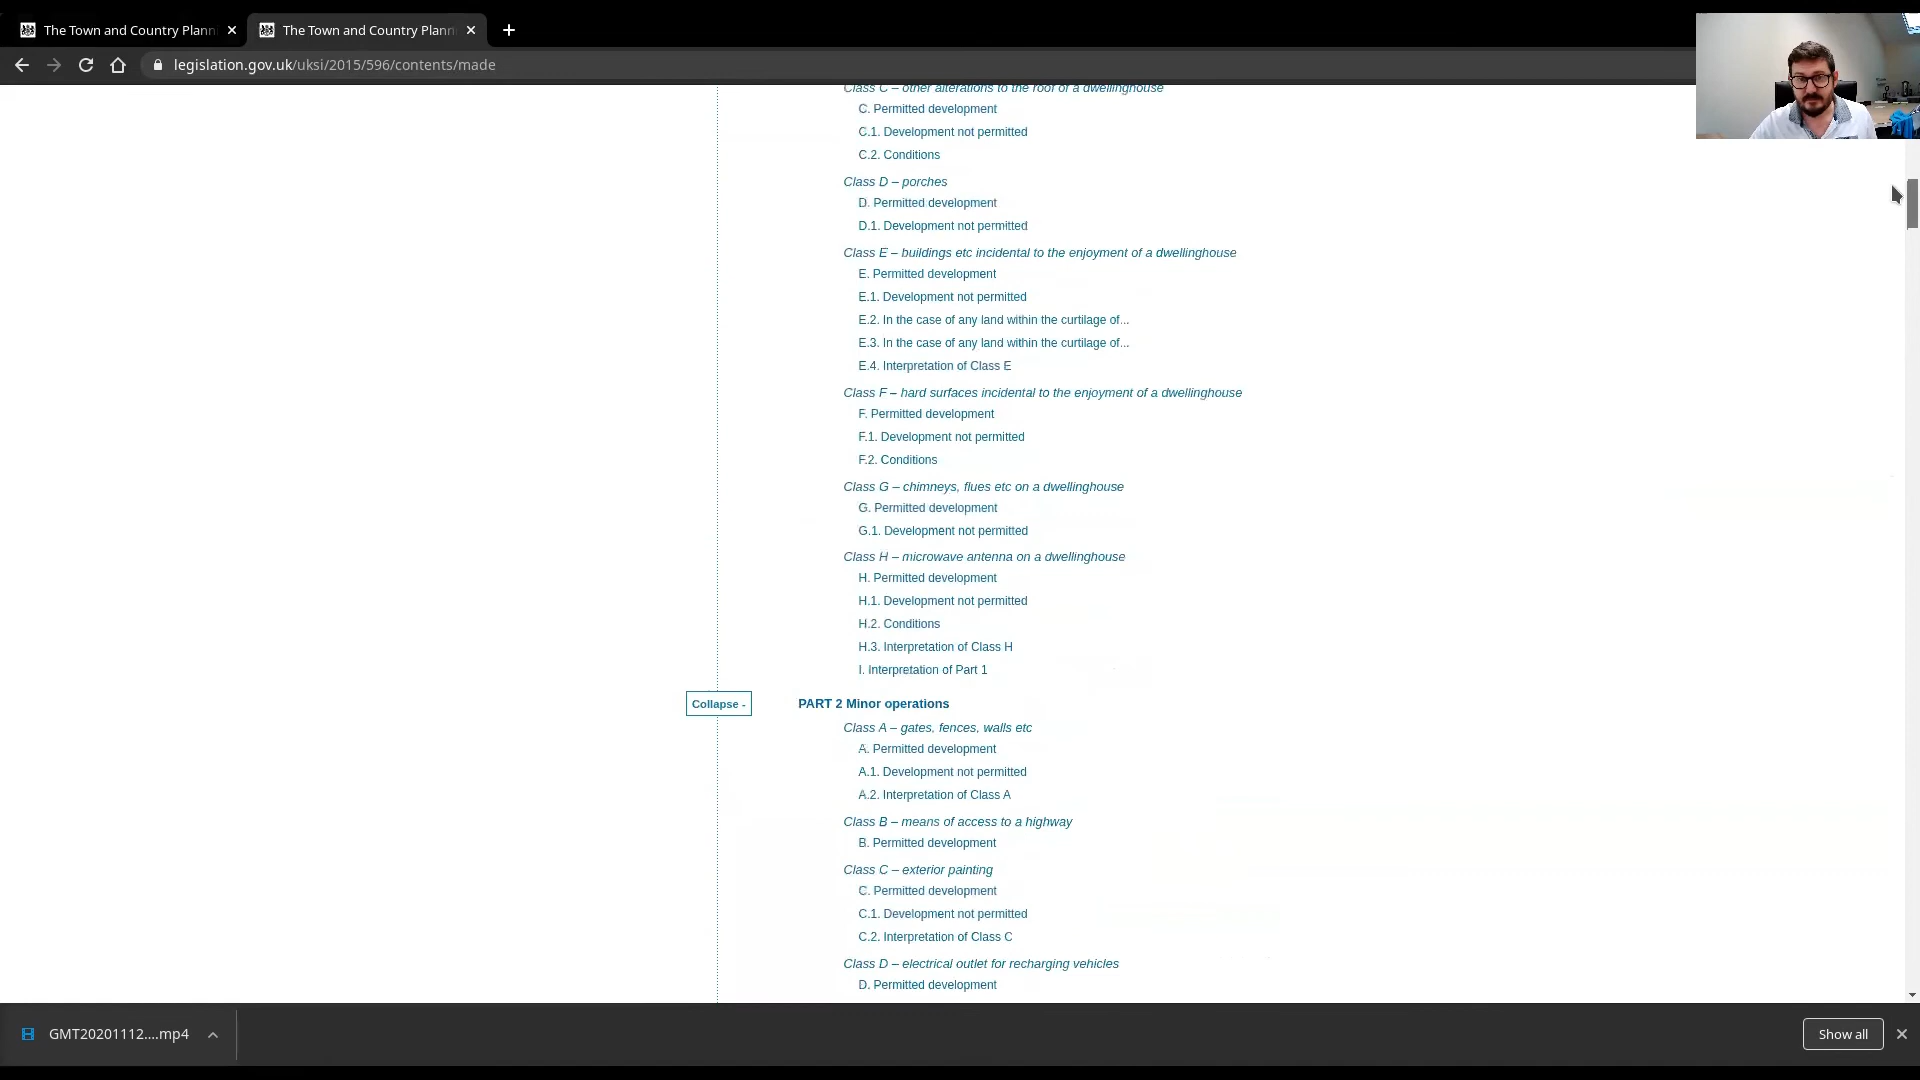 The Town and Country Plann
The Town and Country Plann
legislation.gov.uk/uksi/2015/596/contents/made
Class C – other alterations to the roof of a dwellinghouse
C. Permitted development
C.1. Development not permitted
C.2. Conditions
Class D – porches
D. Permitted development
D.1. Development not permitted
Class E – buildings etc incidental to the enjoyment of a dwellinghouse
E. Permitted development
E.1. Development not permitted
E.2. In the case of any land within the curtilage of...
E.3. In the case of any land within the curtilage of...
E.4. Interpretation of Class E
Class F – hard surfaces incidental to the enjoyment of a dwellinghouse
F. Permitted development
F.1. Development not permitted
F.2. Conditions
Class G – chimneys, flues etc on a dwellinghouse
G. Permitted development
G.1. Development not permitted
Class H – microwave antenna on a dwellinghouse
H. Permitted development
H.1. Development not permitted
H.2. Conditions
H.3. Interpretation of Class H
I. Interpretation of Part 1
Collapse -
PART 2 Minor operations
Class A – gates, fences, walls etc
A. Permitted development
A.1. Development not permitted
A.2. Interpretation of Class A
Class B – means of access to a highway
B. Permitted development
Class C – exterior painting
C. Permitted development
C.1. Development not permitted
C.2. Interpretation of Class C
Class D – electrical outlet for recharging vehicles
D. Permitted development
GMT20201112....mp4
Show all